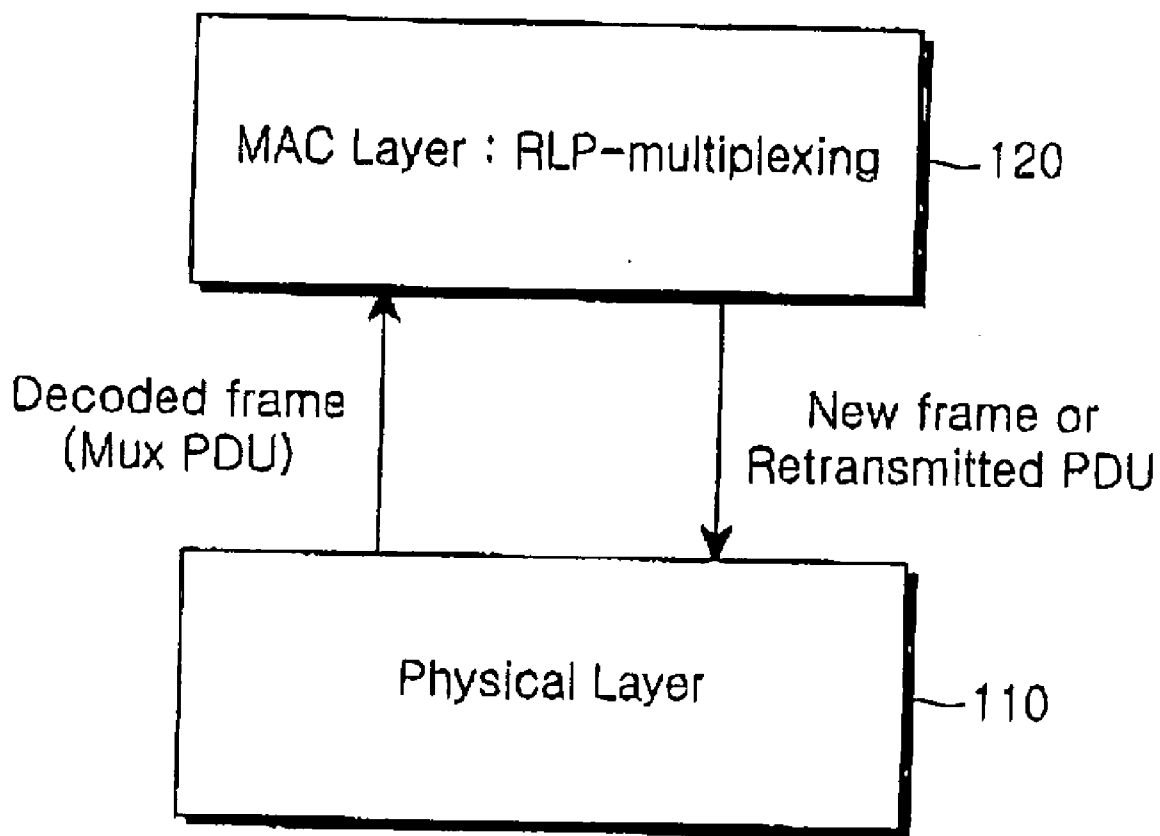 MAC Layer : RLP-multiplexing
120
Decoded frame
(Mux PDU)
New frame or
Retransmitted PDU
Physical Layer
110